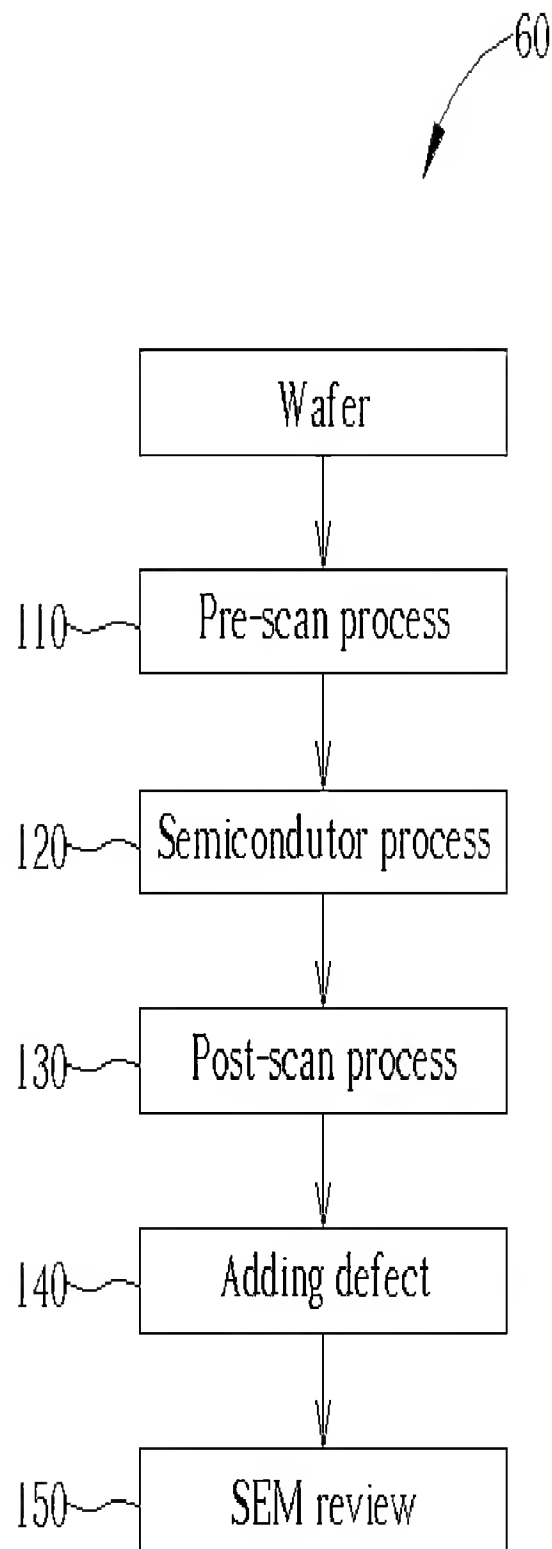 60
Wafer
110 Pre-scan process
120 Semicondutor process
130 Post-scan process
140 Adding defect
150 SEM review